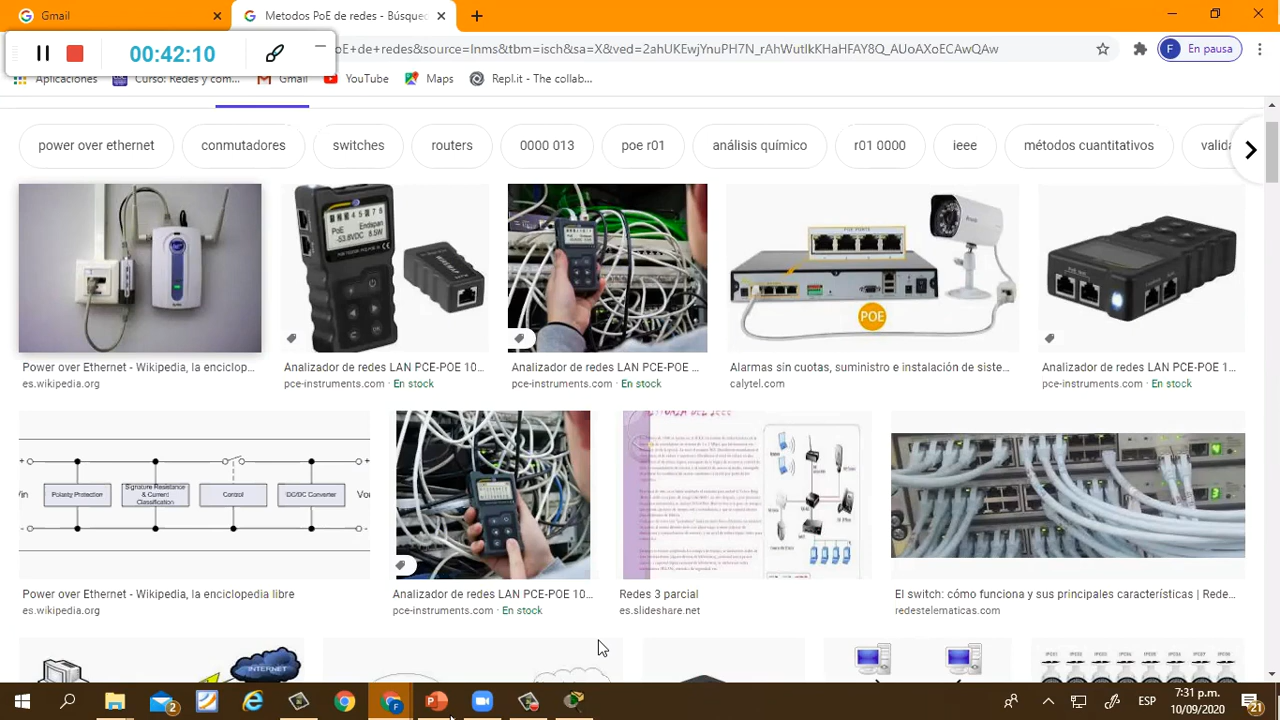 Gmail
Metodos PoE de redes - Búsque
00:42:10
E+de+redes&source=lnms&tbm=isch&sa=X&ved=2ahUKEwjYnuPH7N_rAhWutlkKHaHFAY8Q_AUoAXoECAwQAw
En pausa
Aplicaciones
Curso: Redes y com...
Gmail
YouTube
Maps
Repl.it - The collab...
power over ethernet
conmutadores
switches
routers
0000 013
poe r01
análisis químico
r01 0000
ieee
métodos cuantitativos
valida
PoE Endspan
POE PORTS
POE
Power over Ethernet - Wikipedia, la enciclop...
es.wikipedia.org
Analizador de redes LAN PCE-POE 10...
pce-instruments.com · En stock
Analizador de redes LAN PCE-POE ...
pce-instruments.com · En stock
Alarmas sin cuotas, suministro e instalación de siste...
calytel.com
Analizador de redes LAN PCE-POE 1...
pce-instruments.com · En stock
Polarity Protection
Signature Resistance & Current Classification
Control
DC/DC Converter
Power over Ethernet - Wikipedia, la enciclopedia libre
es.wikipedia.org
Analizador de redes LAN PCE-POE 10...
pce-instruments.com · En stock
Redes 3 parcial
es.slideshare.net
El switch: cómo funciona y sus principales características | Rede...
redestelematicas.com
INTERNET
2
ESP
7:31 p.m.
10/09/2020
21